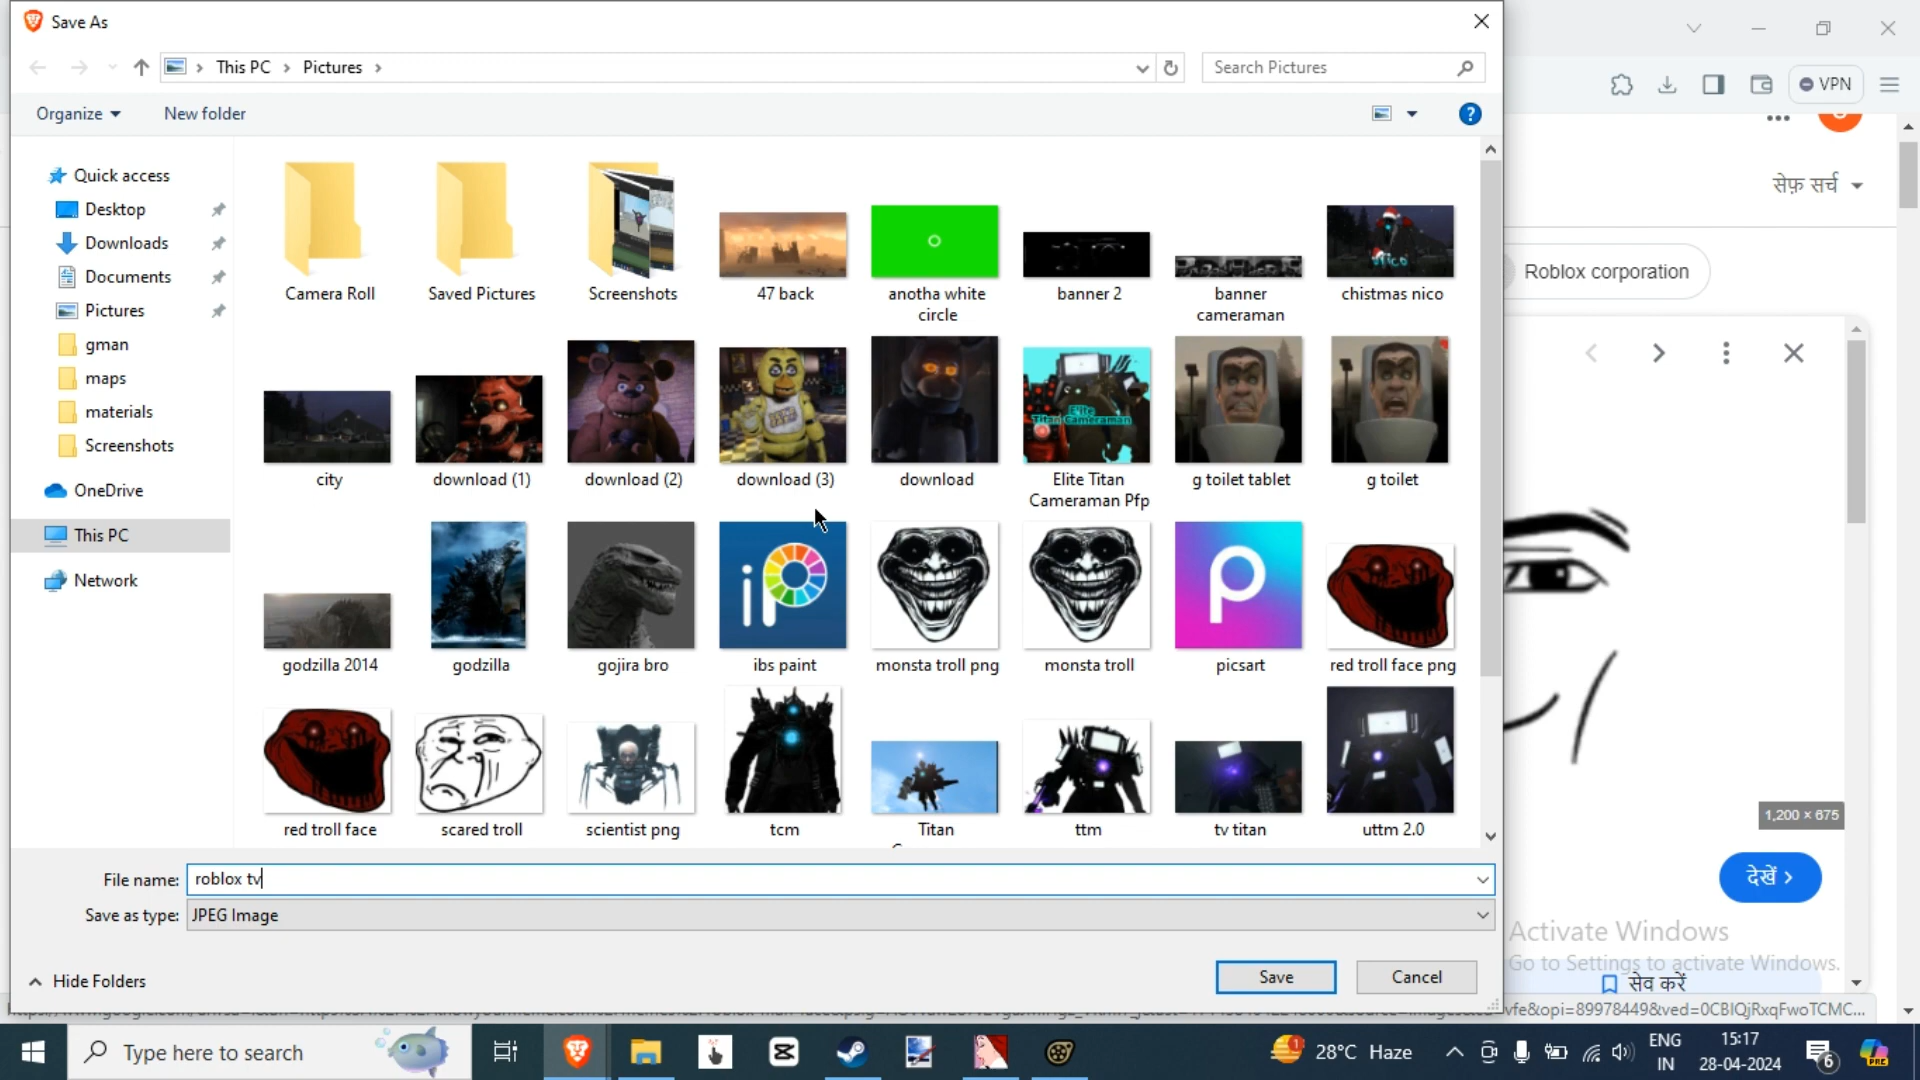 Save As
This PC
Pictures
Search Pictures
VPN
Organize
New folder
Quick access
Desktop
Downloads
Documents
Pictures
gman
maps
materials
Screenshots
OneDrive
This PC
Network
Camera Roll
Saved Pictures
Screenshots
47 back
anotha white
circle
banner 2
banner
cameraman
chistmas nico
city
download (1)
download (2)
download (3)
download
Elite Titan
Cameraman Pfp
g toilet tablet
g toilet
godzilla 2014
godzilla
gojira bro
ibs paint
monsta troll png
monsta troll
picsart
red troll face png
red troll face
scared troll
scientist png
tcm
Titan
ttm
tv titan
uttm 2.0
File name:
roblox tv
Save as type:
JPEG Image
Hide Folders
Save
Cancel
सेफ़ सर्च
Roblox corporation
1,200 × 675
देखें
Activate Windows
Go to Settings to activate Windows.
सेव करें
vfe&opi=89978449&ved=0CBIQjRxqFwoTCMC...
Type here to search
28°C Haze
ENG
IN
15:17
28-04-2024
6